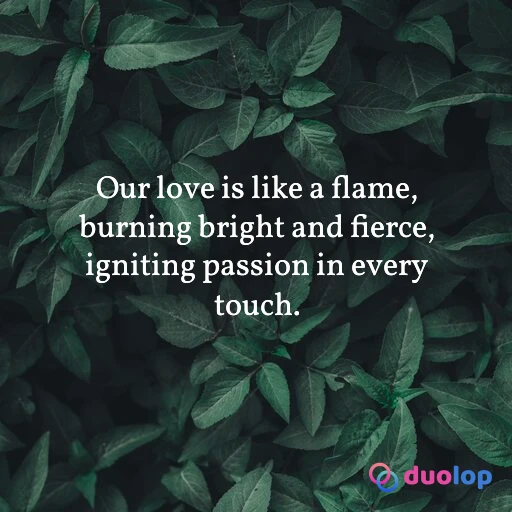 Our love is like a flame,
burning bright and fierce,
igniting passion in every
touch.
duolop